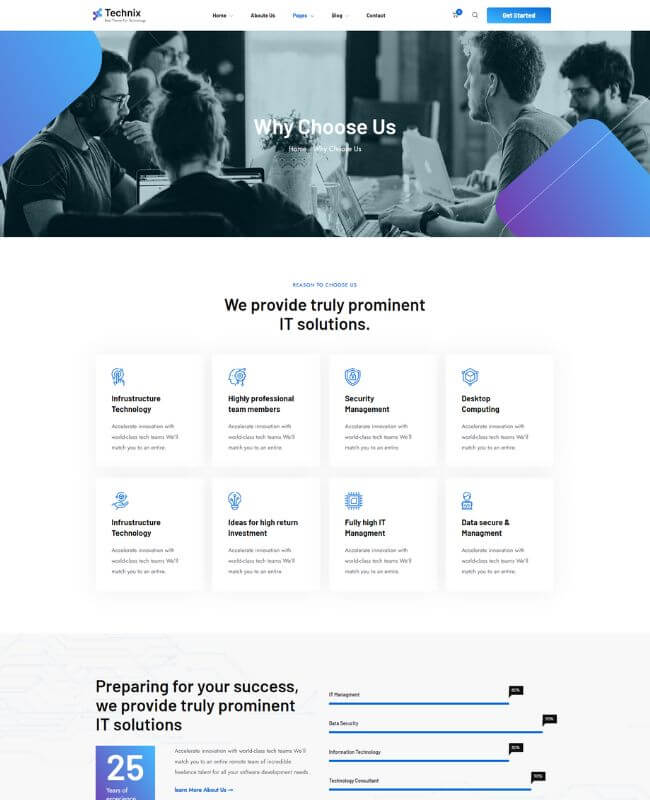 Technix
Best Theme For Technology
Home
Aboute Us
Pages
Blog
Contact
Get Started
Why Choose Us
Home
Why Choose Us
REASON TO CHOOSE US
We provide truly prominent
IT solutions.
Infrustructure
Technology
Accelerate innovation with
world-class tech teams We'll
match you to an entire.
Highly professional
team members
Accelerate innovation with
world-class tech teams We'll
match you to an entire.
Security
Management
Accelerate innovation with
world-class tech teams We'll
match you to an entire.
Desktop
Computing
Accelerate innovation with
world-class tech teams We'll
match you to an entire.
Infrustructure
Technology
Accelerate innovation with
world-class tech teams We'll
match you to an entire.
Ideas for high return
investment
Accelerate innovation with
world-class tech teams We'll
match you to an entire.
Fully high IT
Managment
Accelerate innovation with
world-class tech teams We'll
match you to an entire.
Data secure &
Managment
Accelerate innovation with
world-class tech teams We'll
match you to an entire.
Preparing for your success,
we provide truly prominent
IT solutions
25
Years of
experience
Accelerate innovation with world-class tech teams We'll
match you to an entire remote team of incredible
freelance talent for all your software development needs.
Learn More About Us
IT Managment
Data Security
Information Technology
Technology Consultant